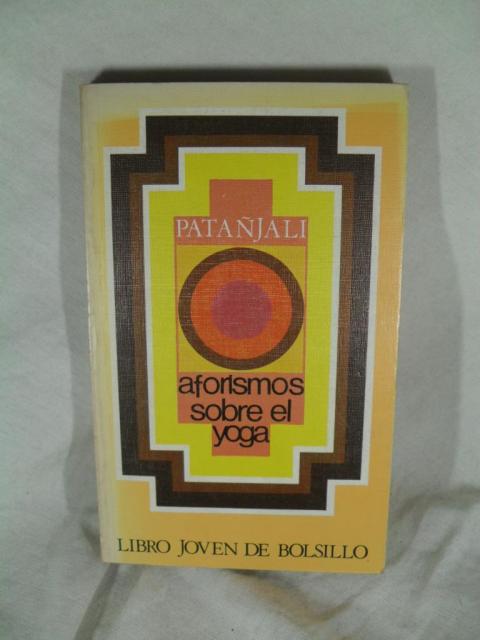 PATAÑJALI
aforismos
sobre el
yoga
LIBRO JOVEN DE BOLSILLO